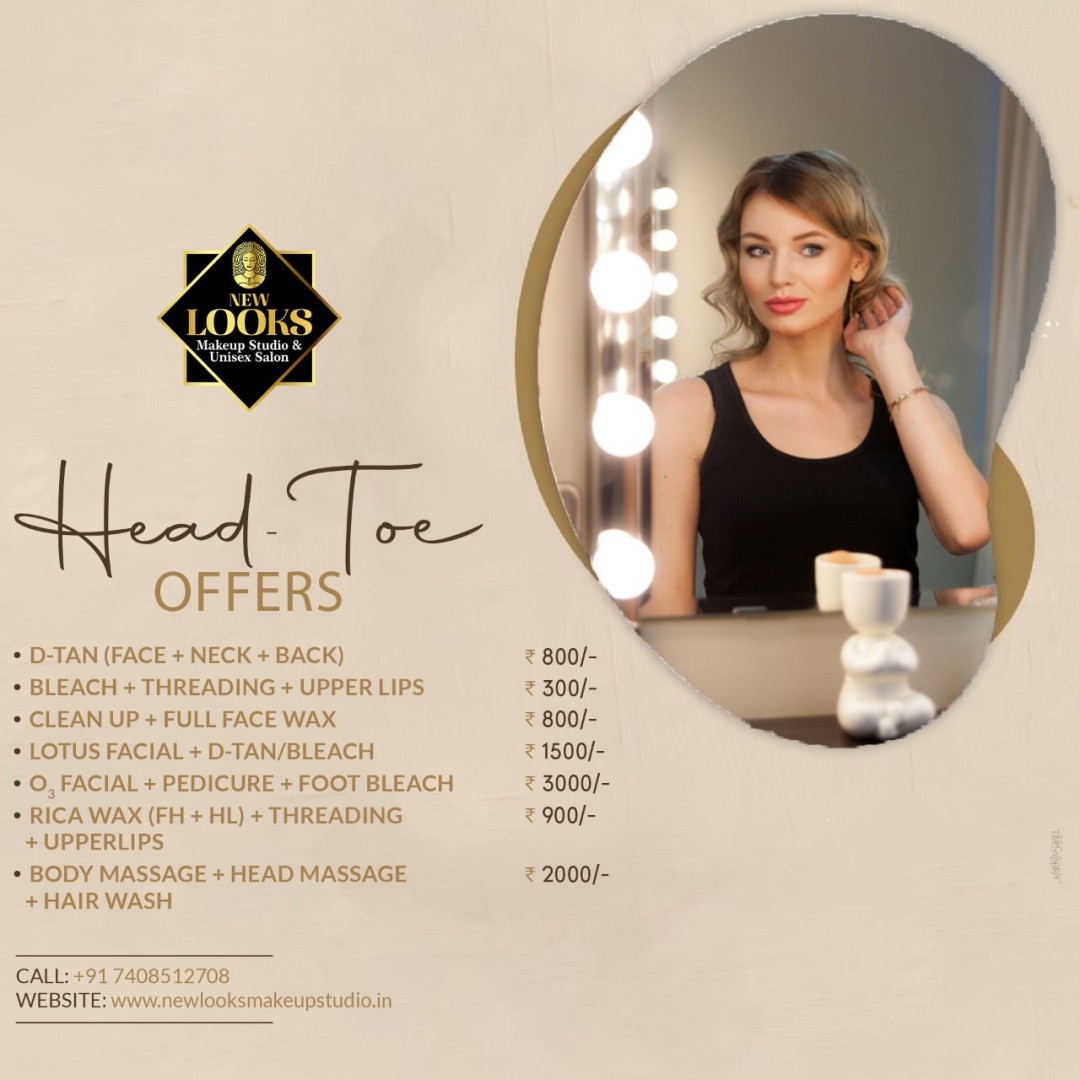 NEW
LOOKS
Makeup Studio &
Unisex Salon
Head-Toe
OFFERS
• D-TAN (FACE + NECK + BACK) ₹ 800/-
• BLEACH + THREADING + UPPER LIPS ₹ 300/-
• CLEAN UP + FULL FACE WAX ₹ 800/-
• LOTUS FACIAL + D-TAN/BLEACH ₹ 1500/-
• O₃ FACIAL + PEDICURE + FOOT BLEACH ₹ 3000/-
• RICA WAX (FH + HL) + THREADING ₹ 900/-
+ UPPERLIPS
• BODY MASSAGE + HEAD MASSAGE ₹ 2000/-
+ HAIR WASH
CALL: +91 7408512708
WEBSITE: www.newlooksmakeupstudio.in